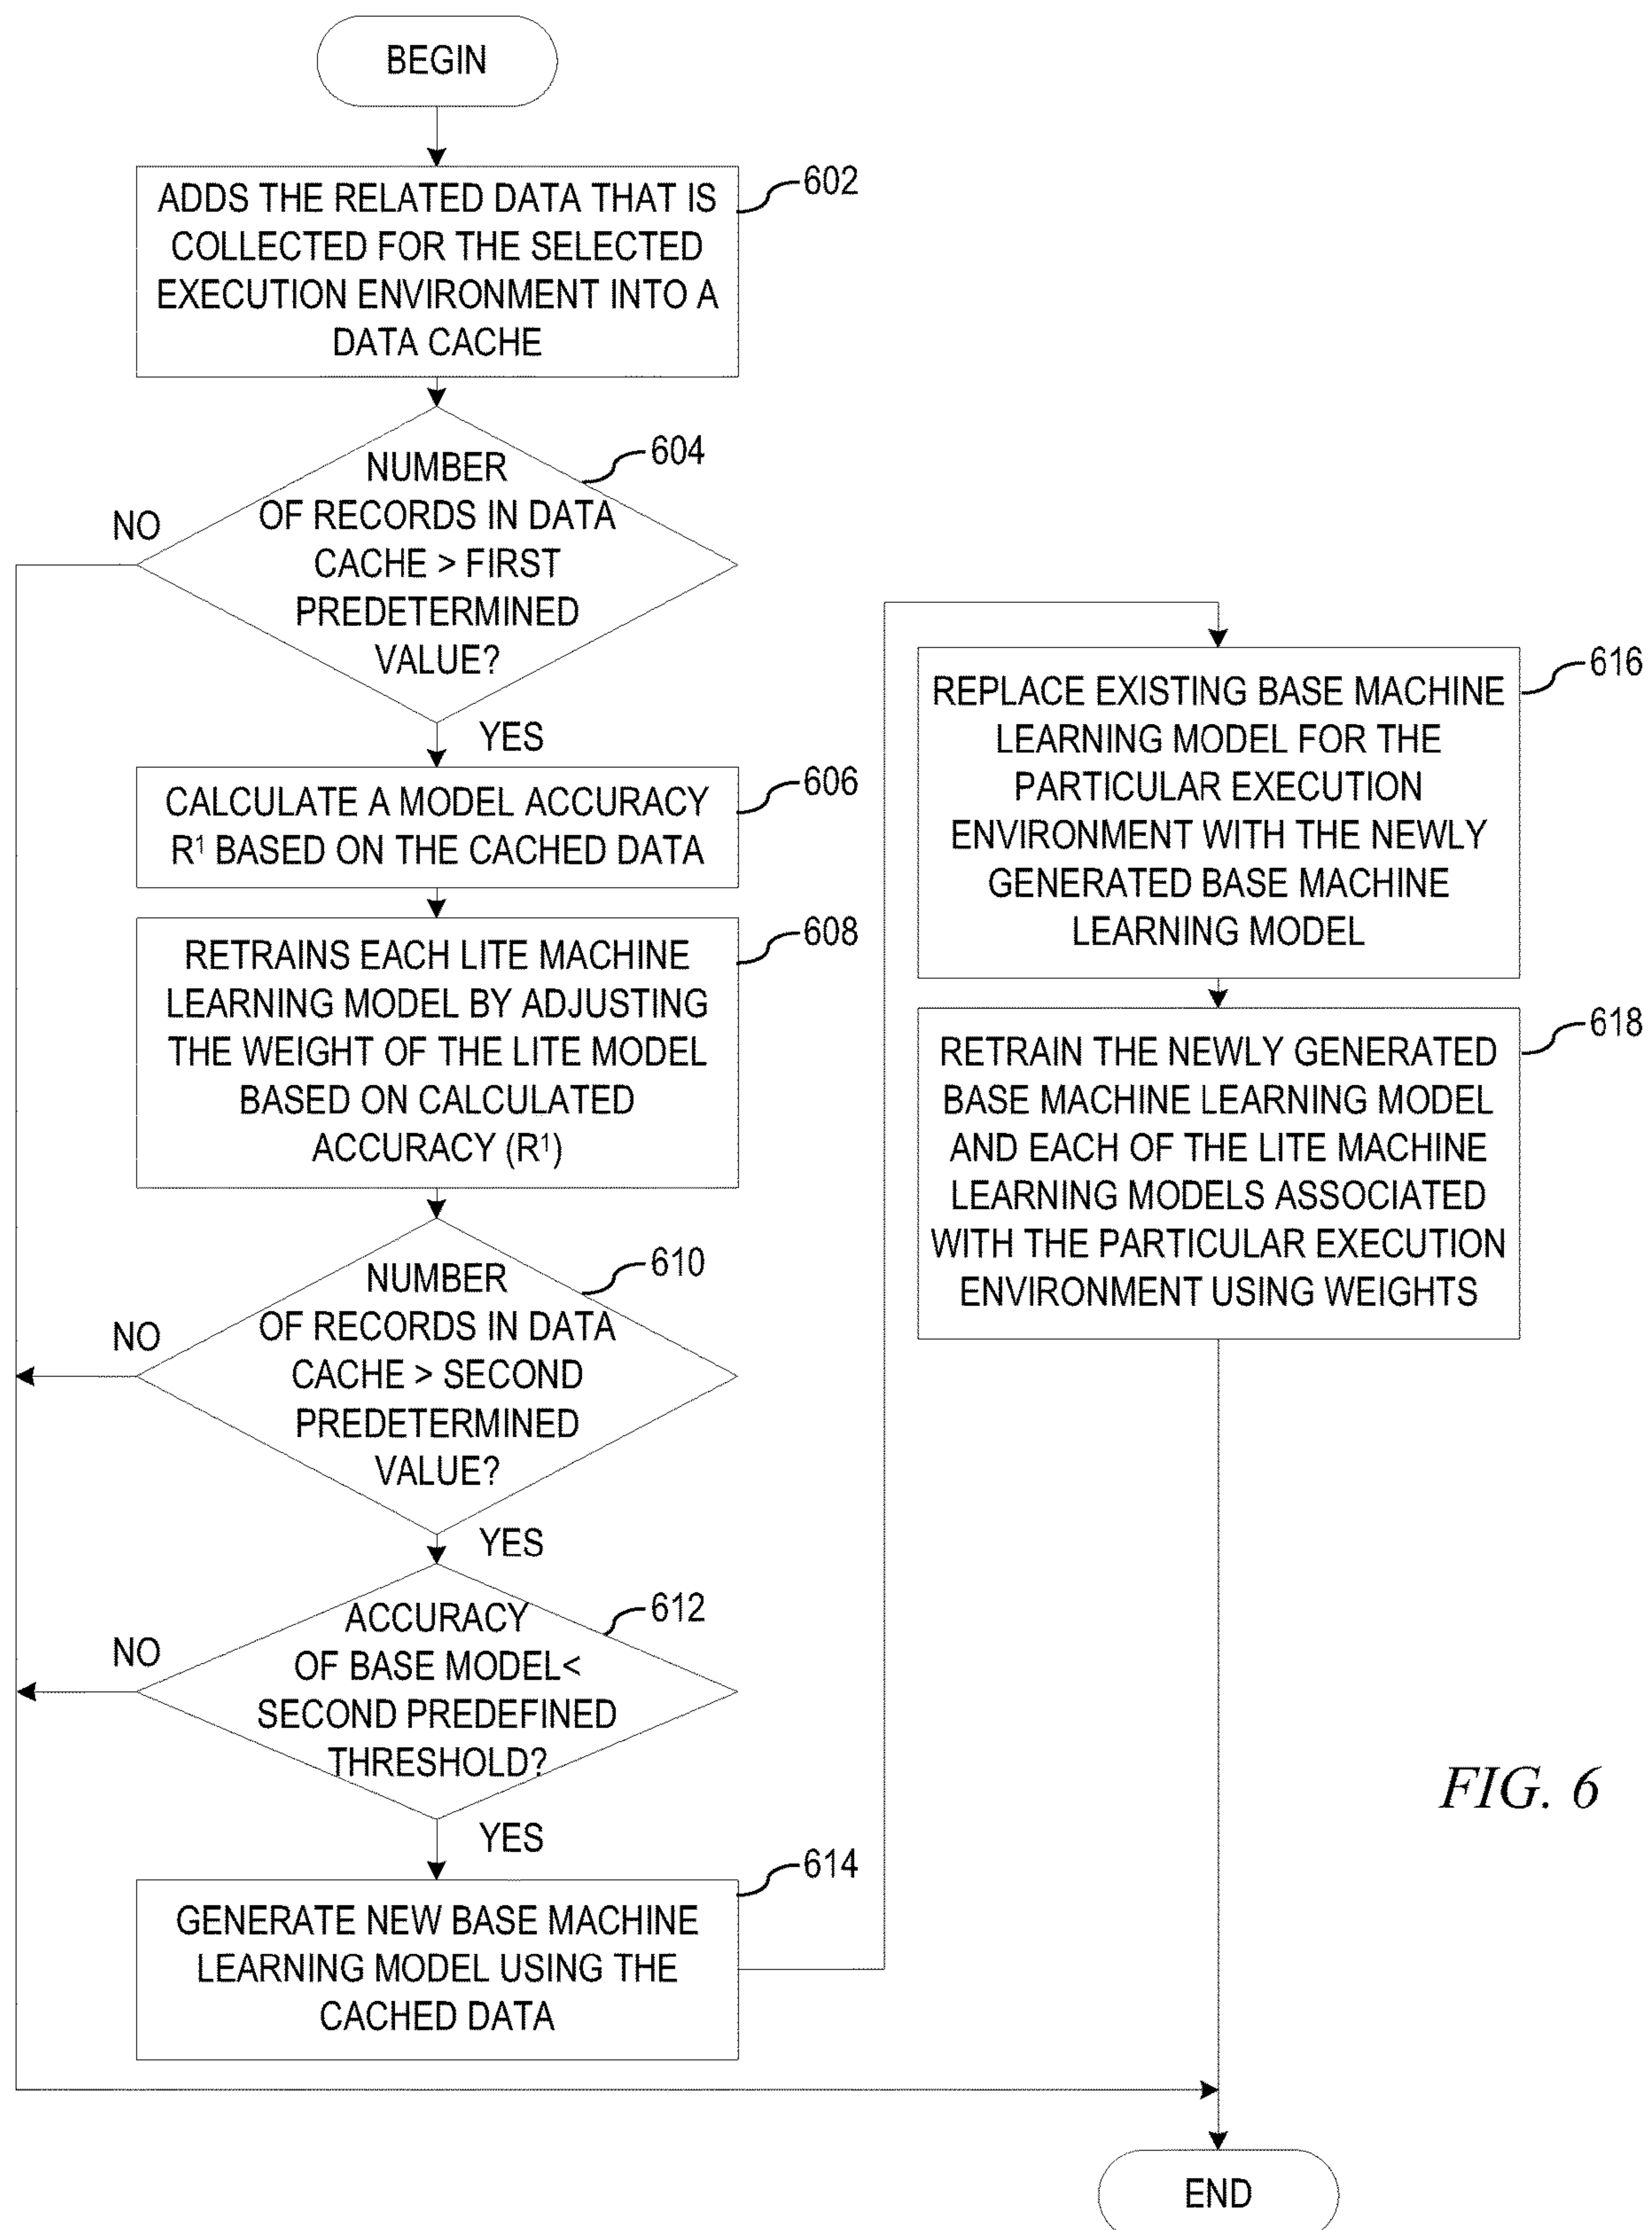 BEGIN
ADDS THE RELATED DATA THAT IS
COLLECTED FOR THE SELECTED
EXECUTION ENVIRONMENT INTO A
DATA CACHE
602
NUMBER
OF RECORDS IN DATA
CACHE > FIRST
PREDETERMINED
VALUE?
604
NO
YES
CALCULATE A MODEL ACCURACY
R¹ BASED ON THE CACHED DATA
606
RETRAINS EACH LITE MACHINE
LEARNING MODEL BY ADJUSTING
THE WEIGHT OF THE LITE MODEL
BASED ON CALCULATED
ACCURACY (R¹)
608
NUMBER
OF RECORDS IN DATA
CACHE > SECOND
PREDETERMINED
VALUE?
610
NO
YES
ACCURACY
OF BASE MODEL<
SECOND PREDEFINED
THRESHOLD?
612
NO
YES
GENERATE NEW BASE MACHINE
LEARNING MODEL USING THE
CACHED DATA
614
REPLACE EXISTING BASE MACHINE
LEARNING MODEL FOR THE
PARTICULAR EXECUTION
ENVIRONMENT WITH THE NEWLY
GENERATED BASE MACHINE
LEARNING MODEL
616
RETRAIN THE NEWLY GENERATED
BASE MACHINE LEARNING MODEL
AND EACH OF THE LITE MACHINE
LEARNING MODELS ASSOCIATED
WITH THE PARTICULAR EXECUTION
ENVIRONMENT USING WEIGHTS
618
END
FIG. 6